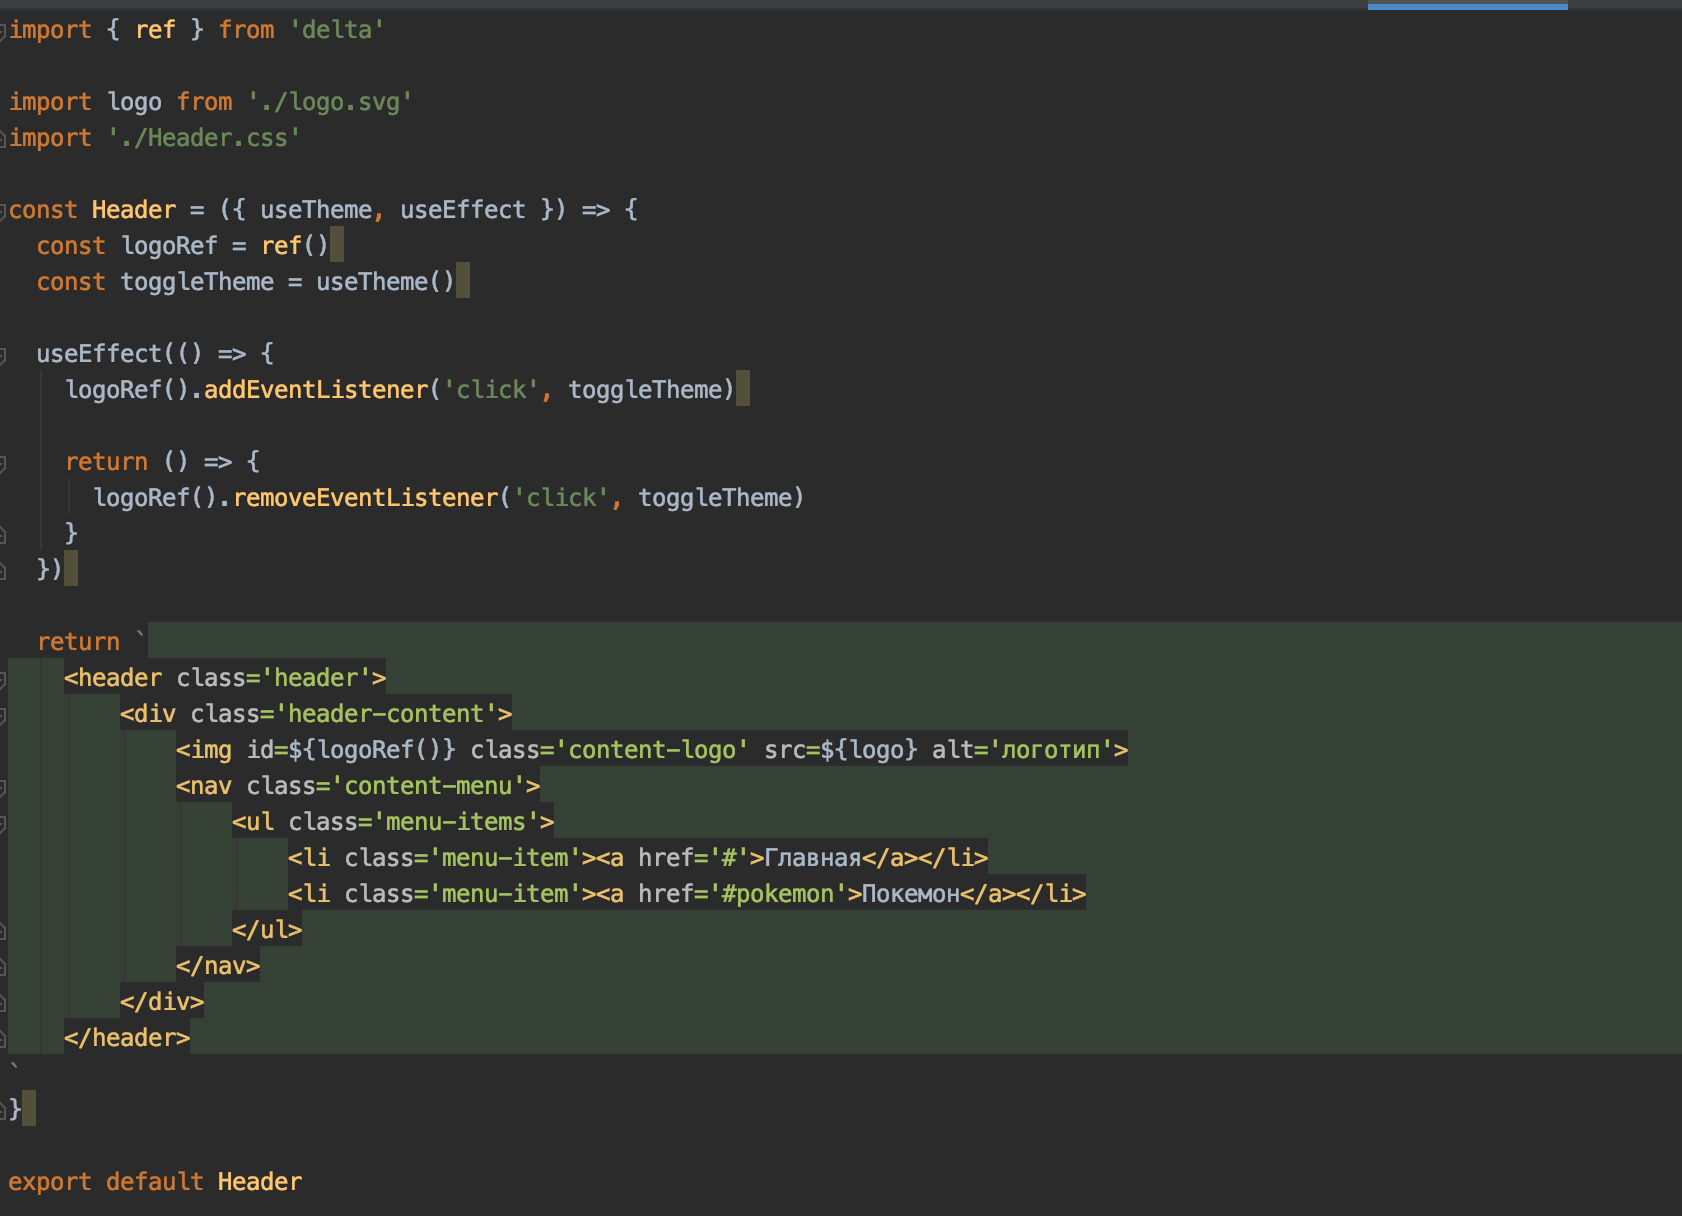 import { ref } from 'delta'
import logo from './logo.svg'
import './Header.css'
const Header = ({ useTheme, useEffect }) => {
const logoRef = ref()
const toggleTheme = useTheme()
useEffect(() => {
logoRef().addEventListener('click', toggleTheme)
return () => {
logoRef().removeEventListener('click', toggleTheme)
}
})
return `
<header class='header'>
<div class='header-content'>
<img id=${logoRef()} class='content-logo' src=${logo} alt='логотип'>
<nav class='content-menu'>
<ul class='menu-items'>
<li class='menu-item'><a href='#'>Главная</a></li>
<li class='menu-item'><a href='#pokemon'>Покемон</a></li>
</ul>
</nav>
</div>
</header>
`
}
export default Header